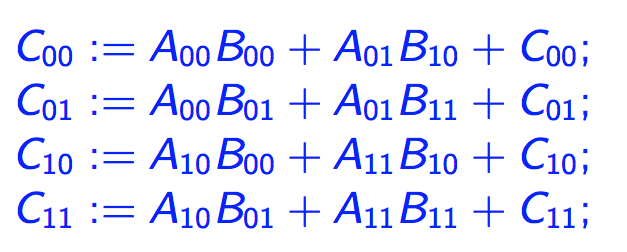 C₀₀ := A₀₀B₀₀ + A₀₁B₁₀ + C₀₀;
C₀₁ := A₀₀B₀₁ + A₀₁B₁₁ + C₀₁;
C₁₀ := A₁₀B₀₀ + A₁₁B₁₀ + C₁₀;
C₁₁ := A₁₀B₀₁ + A₁₁B₁₁ + C₁₁;